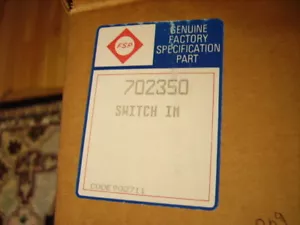 FSP
GENUINE
FACTORY
SPECIFICATION
PART
702350
SWITCH IN